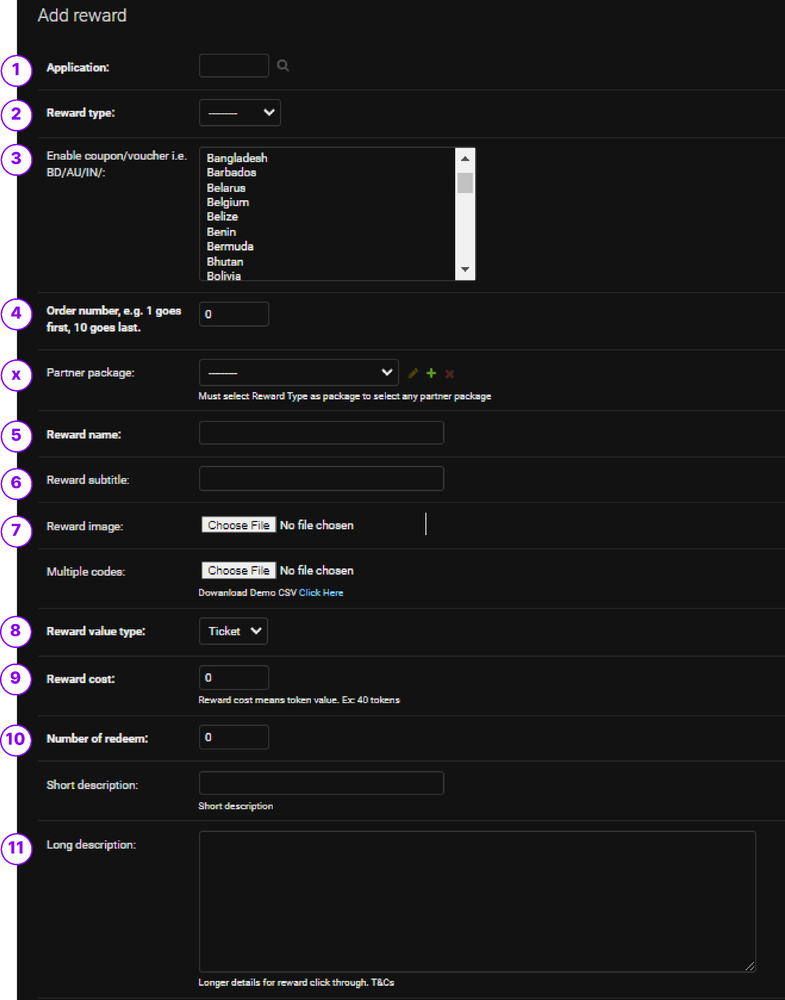 Add reward
1 Application:
2 Reward type: ---------
3 Enable coupon/voucher i.e.
BD/AU/IN/:
Bangladesh
Barbados
Belarus
Belgium
Belize
Benin
Bermuda
Bhutan
Bolivia
4 Order number, e.g. 1 goes
first, 10 goes last.
0
x Partner package: ---------
Must select Reward Type as package to select any partner package
5 Reward name:
6 Reward subtitle:
7 Reward image: Choose File No file chosen
Multiple codes: Choose File No file chosen
Dowanload Demo CSV Click Here
8 Reward value type: Ticket
9 Reward cost: 0
Reward cost means token value. Ex: 40 tokens
10 Number of redeem: 0
Short description:
Short description
11 Long description:
Longer details for reward click through. T&Cs